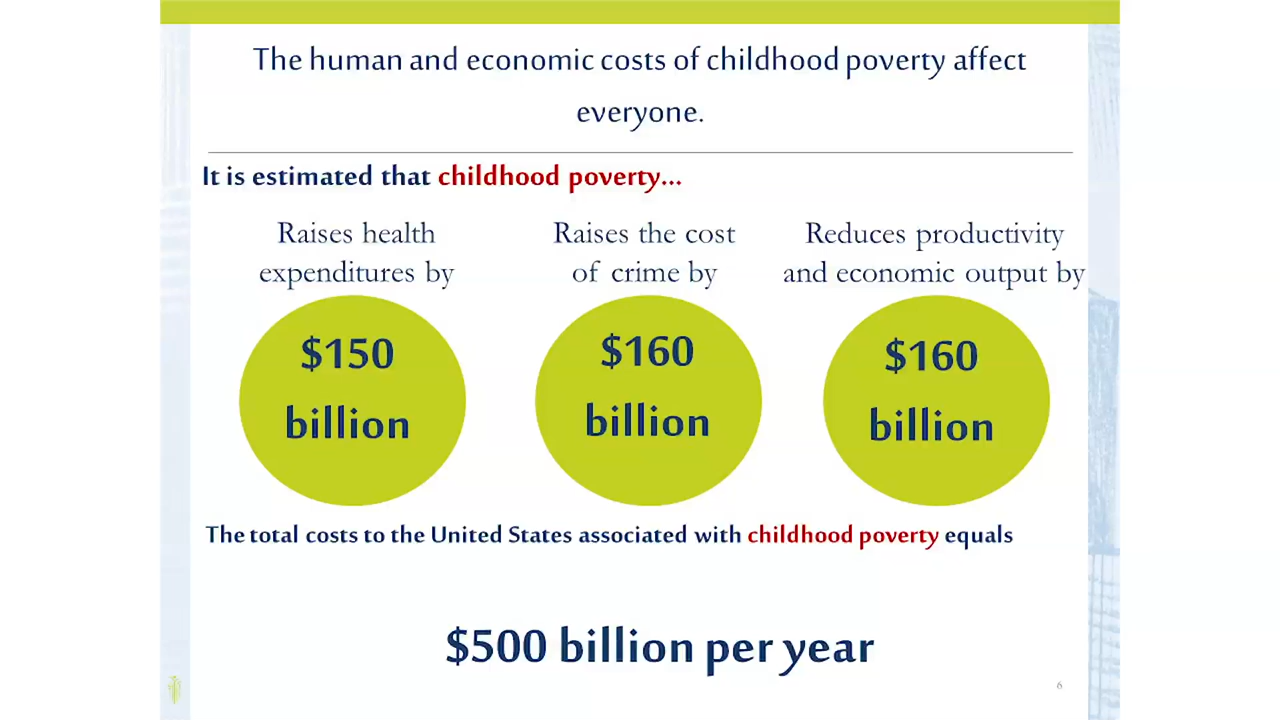 The human and economic costs of childhood poverty affect
everyone.
It is estimated that childhood poverty...
Raises health
expenditures by
$150
billion
Raises the cost
of crime by
$160
billion
Reduces productivity
and economic output by
$160
billion
The total costs to the United States associated with childhood poverty equals
$500 billion per year
6